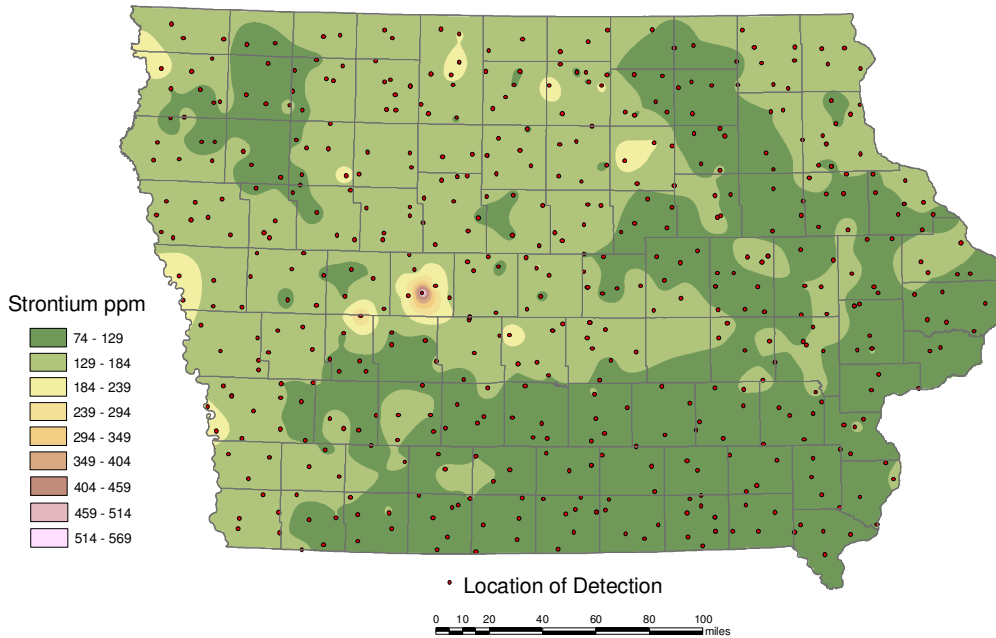 Strontium ppm
74 - 129
129 - 184
184 - 239
239 - 294
294 - 349
349 - 404
404 - 459
459 - 514
514 - 569
Location of Detection
0 10 20 40 60 80 100
miles